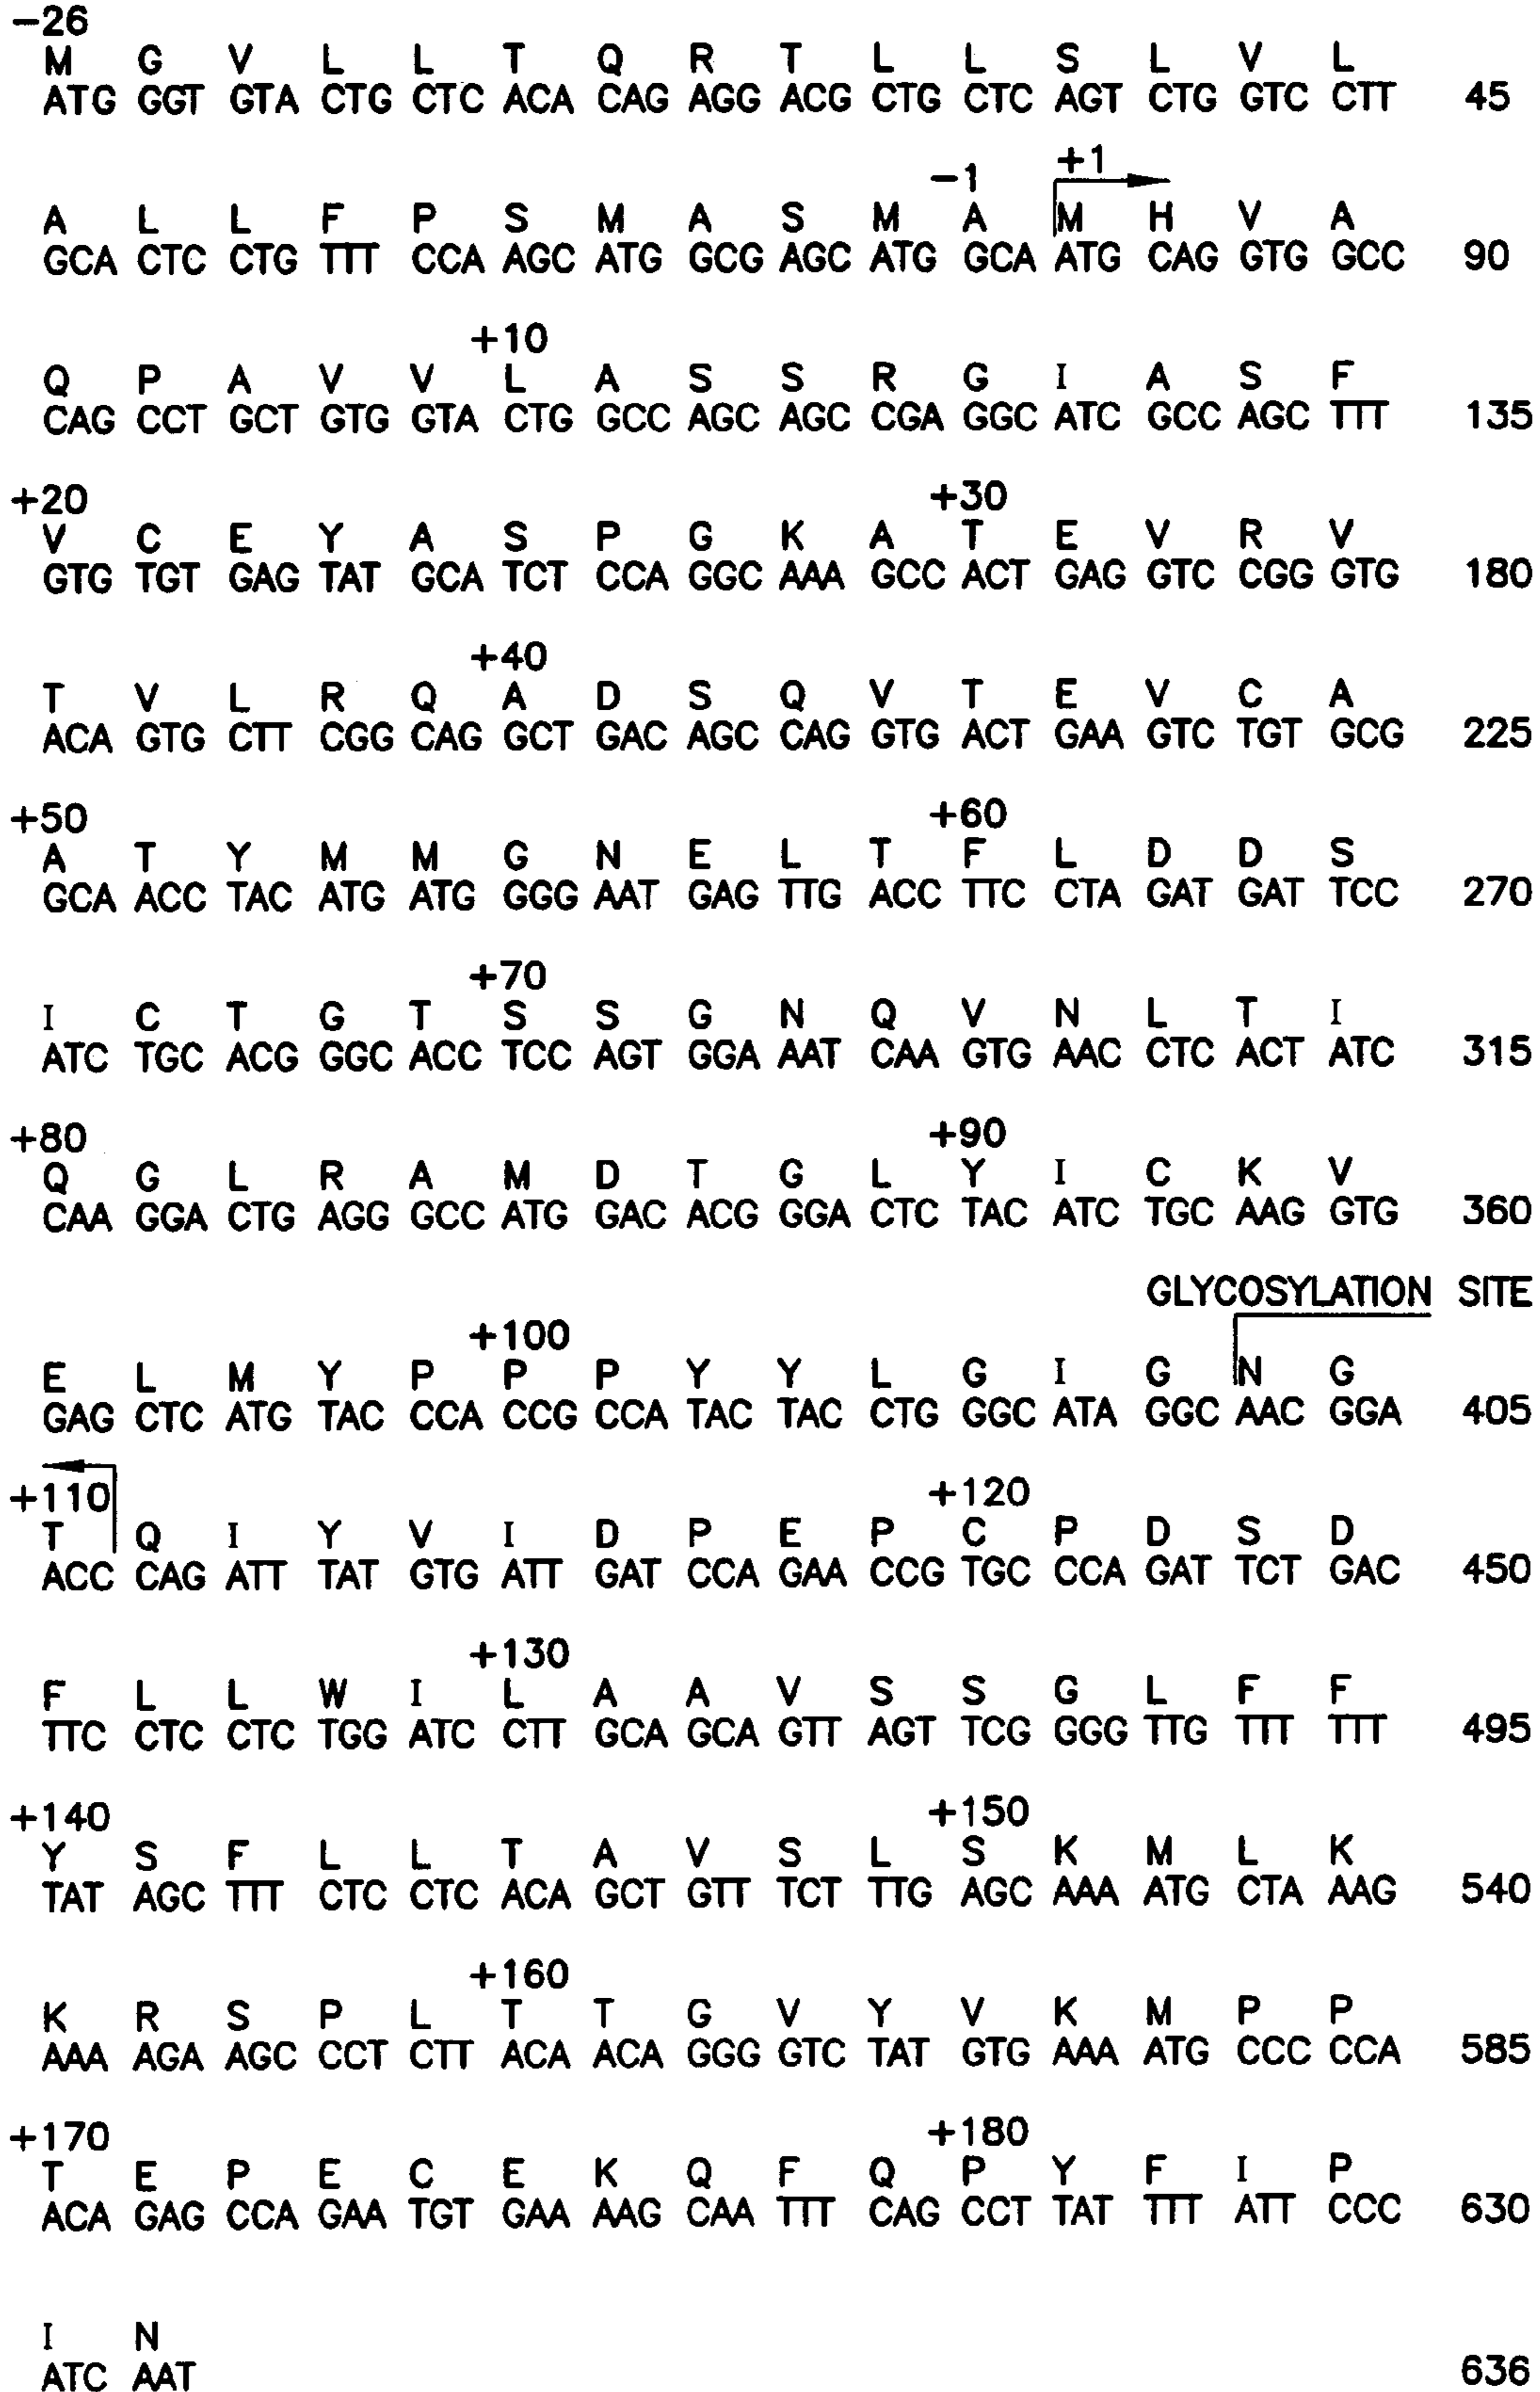 −26
M G V L L T Q R T L L S L V L
ATG GGT GTA CTG CTC ACA CAG AGG ACG CTG CTC AGT CTG GTC CTT 45
−1 +1
A L L F P S M A S M A M H V A
GCA CTC CTG TTT CCA AGC ATG GCG AGC ATG GCA ATG CAG GTG GCC 90
+10
Q P A V V L A S S R G I A S F
CAG CCT GCT GTG GTA CTG GCC AGC AGC CGA GGC ATC GCC AGC TTT 135
+20 +30
V C E Y A S P G K A T E V R V
GTG TGT GAG TAT GCA TCT CCA GGC AAA GCC ACT GAG GTC CGG GTG 180
+40
T V L R Q A D S Q V T E V C A
ACA GTG CTT CGG CAG GCT GAC AGC CAG GTG ACT GAA GTC TGT GCG 225
+50 +60
A T Y M M G N E L T F L D D S
GCA ACC TAC ATG ATG GGG AAT GAG TTG ACC TTC CTA GAT GAT TCC 270
+70
I C T G T S S G N Q V N L T I
ATC TGC ACG GGC ACC TCC AGT GGA AAT CAA GTG AAC CTC ACT ATC 315
+80 +90
Q G L R A M D T G L Y I C K V
CAA GGA CTG AGG GCC ATG GAC ACG GGA CTC TAC ATC TGC AAG GTG 360
GLYCOSYLATION SITE
+100
E L M Y P P P Y Y L G I G N G
GAG CTC ATG TAC CCA CCG CCA TAC TAC CTG GGC ATA GGC AAC GGA 405
+110 +120
T Q I Y V I D P E P C P D S D
ACC CAG ATT TAT GTG ATT GAT CCA GAA CCG TGC CCA GAT TCT GAC 450
+130
F L L W I L A A V S S G L F F
TTC CTC CTC TGG ATC CTT GCA GCA GTT AGT TCG GGG TTG TTT TTT 495
+140 +150
Y S F L L T A V S L S K M L K
TAT AGC TTT CTC CTC ACA GCT GTT TCT TTG AGC AAA ATG CTA AAG 540
+160
K R S P L T T G V Y V K M P P
AAA AGA AGC CCT CTT ACA ACA GGG GTC TAT GTG AAA ATG CCC CCA 585
+170 +180
T E P E C E K Q F Q P Y F I P
ACA GAG CCA GAA TGT GAA AAG CAA TTT CAG CCT TAT TTT ATT CCC 630
I N
ATC AAT 636